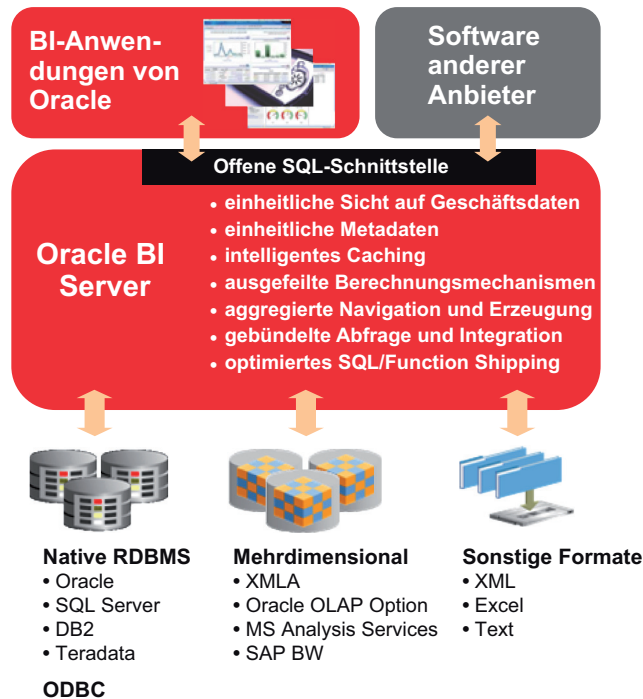 BI-Anwen-
dungen von
Oracle
Software
anderer
Anbieter
Offene SQL-Schnittstelle
Oracle BI
Server
• einheitliche Sicht auf Geschäftsdaten
• einheitliche Metadaten
• intelligentes Caching
• ausgefeilte Berechnungsmechanismen
• aggregierte Navigation und Erzeugung
• gebündelte Abfrage und Integration
• optimiertes SQL/Function Shipping
Native RDBMS
• Oracle
• SQL Server
• DB2
• Teradata
ODBC
Mehrdimensional
• XMLA
• Oracle OLAP Option
• MS Analysis Services
• SAP BW
Sonstige Formate
• XML
• Excel
• Text